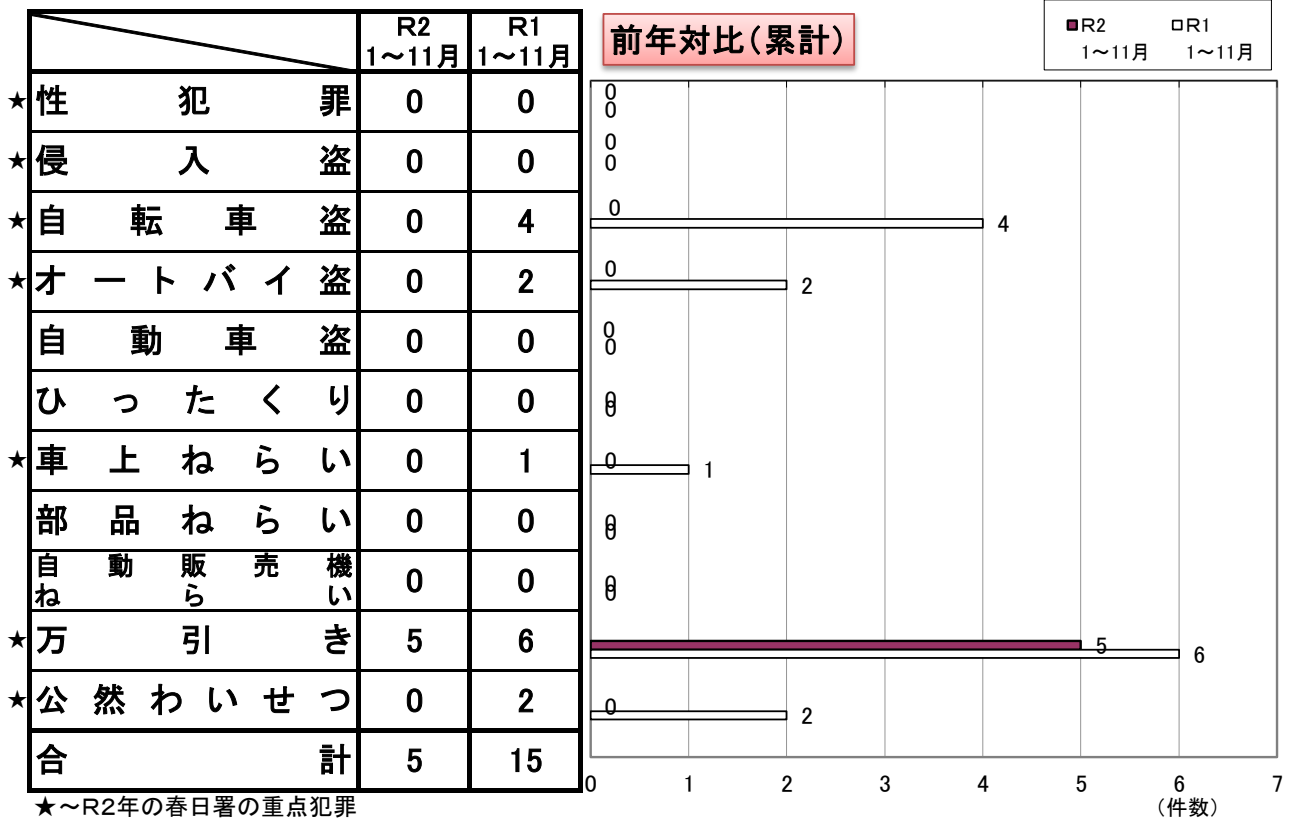 R2 R1
1～11月 1～11月
★性犯罪 0 0
★侵入盗 0 0
★自転車盗 0 4
★オートバイ盗 0 2
自動車盗 0 0
ひったくり 0 0
★車上ねらい 0 1
部品ねらい 0 0
自動販売機
ねらい 0 0
★万引き 5 6
★公然わいせつ 0 2
合計 5 15
★～R2年の春日署の重点犯罪
前年対比（累計）
R2 R1
1～11月 1～11月
0
0
0
0
0
4
0
2
0
0
0
0
0
1
0
0
0
0
5
6
0
2
0 1 2 3 4 5 6 7
（件数）